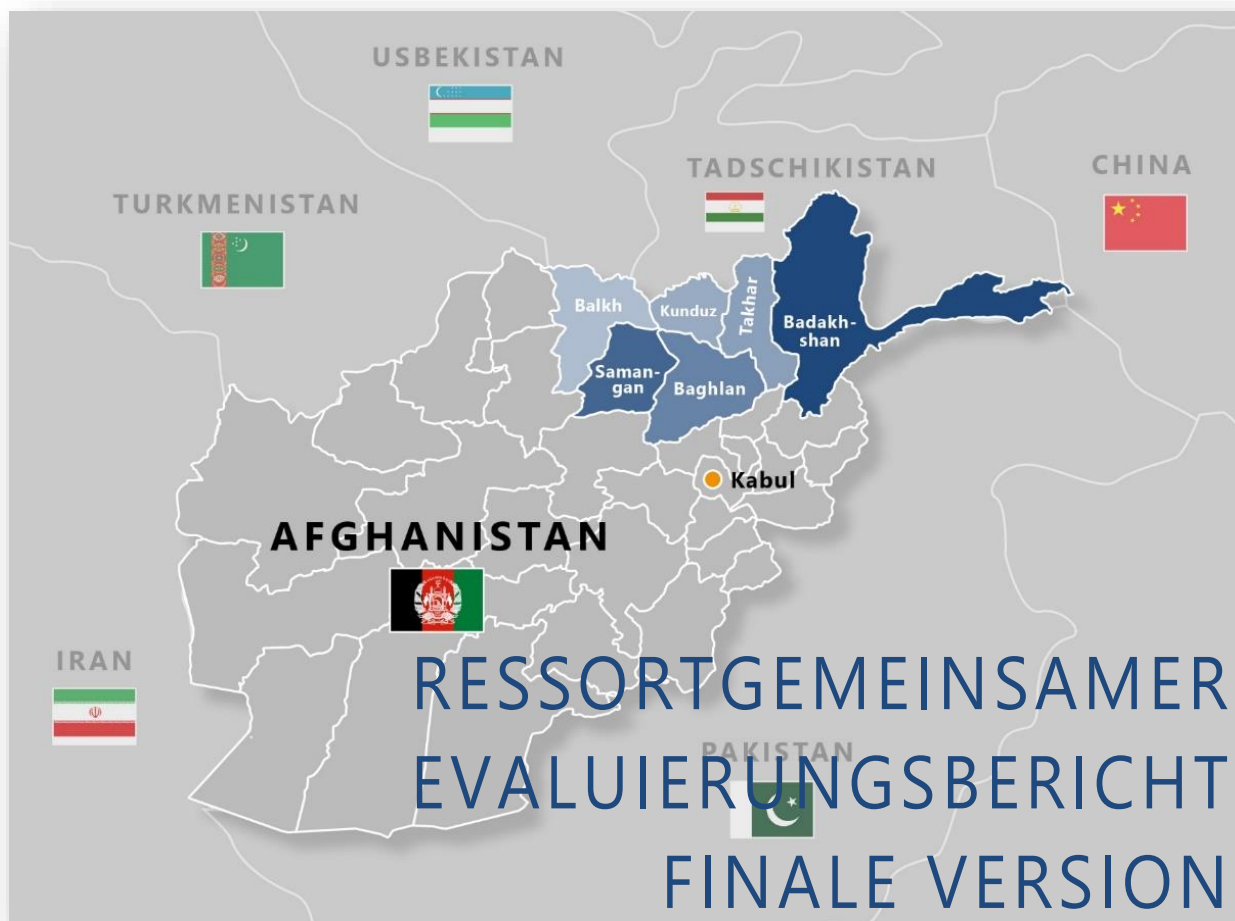 USBEKISTAN
TADSCHIKISTAN
CHINA
TURKMENISTAN
Balkh
Kunduz
Takhar
Badakh-
shan
Saman-
gan
Baghlan
Kabul
AFGHANISTAN
IRAN
RESSORTGEMEINSAMER
PAKISTAN
EVALUIERUNGSBERICHT
FINALE VERSION